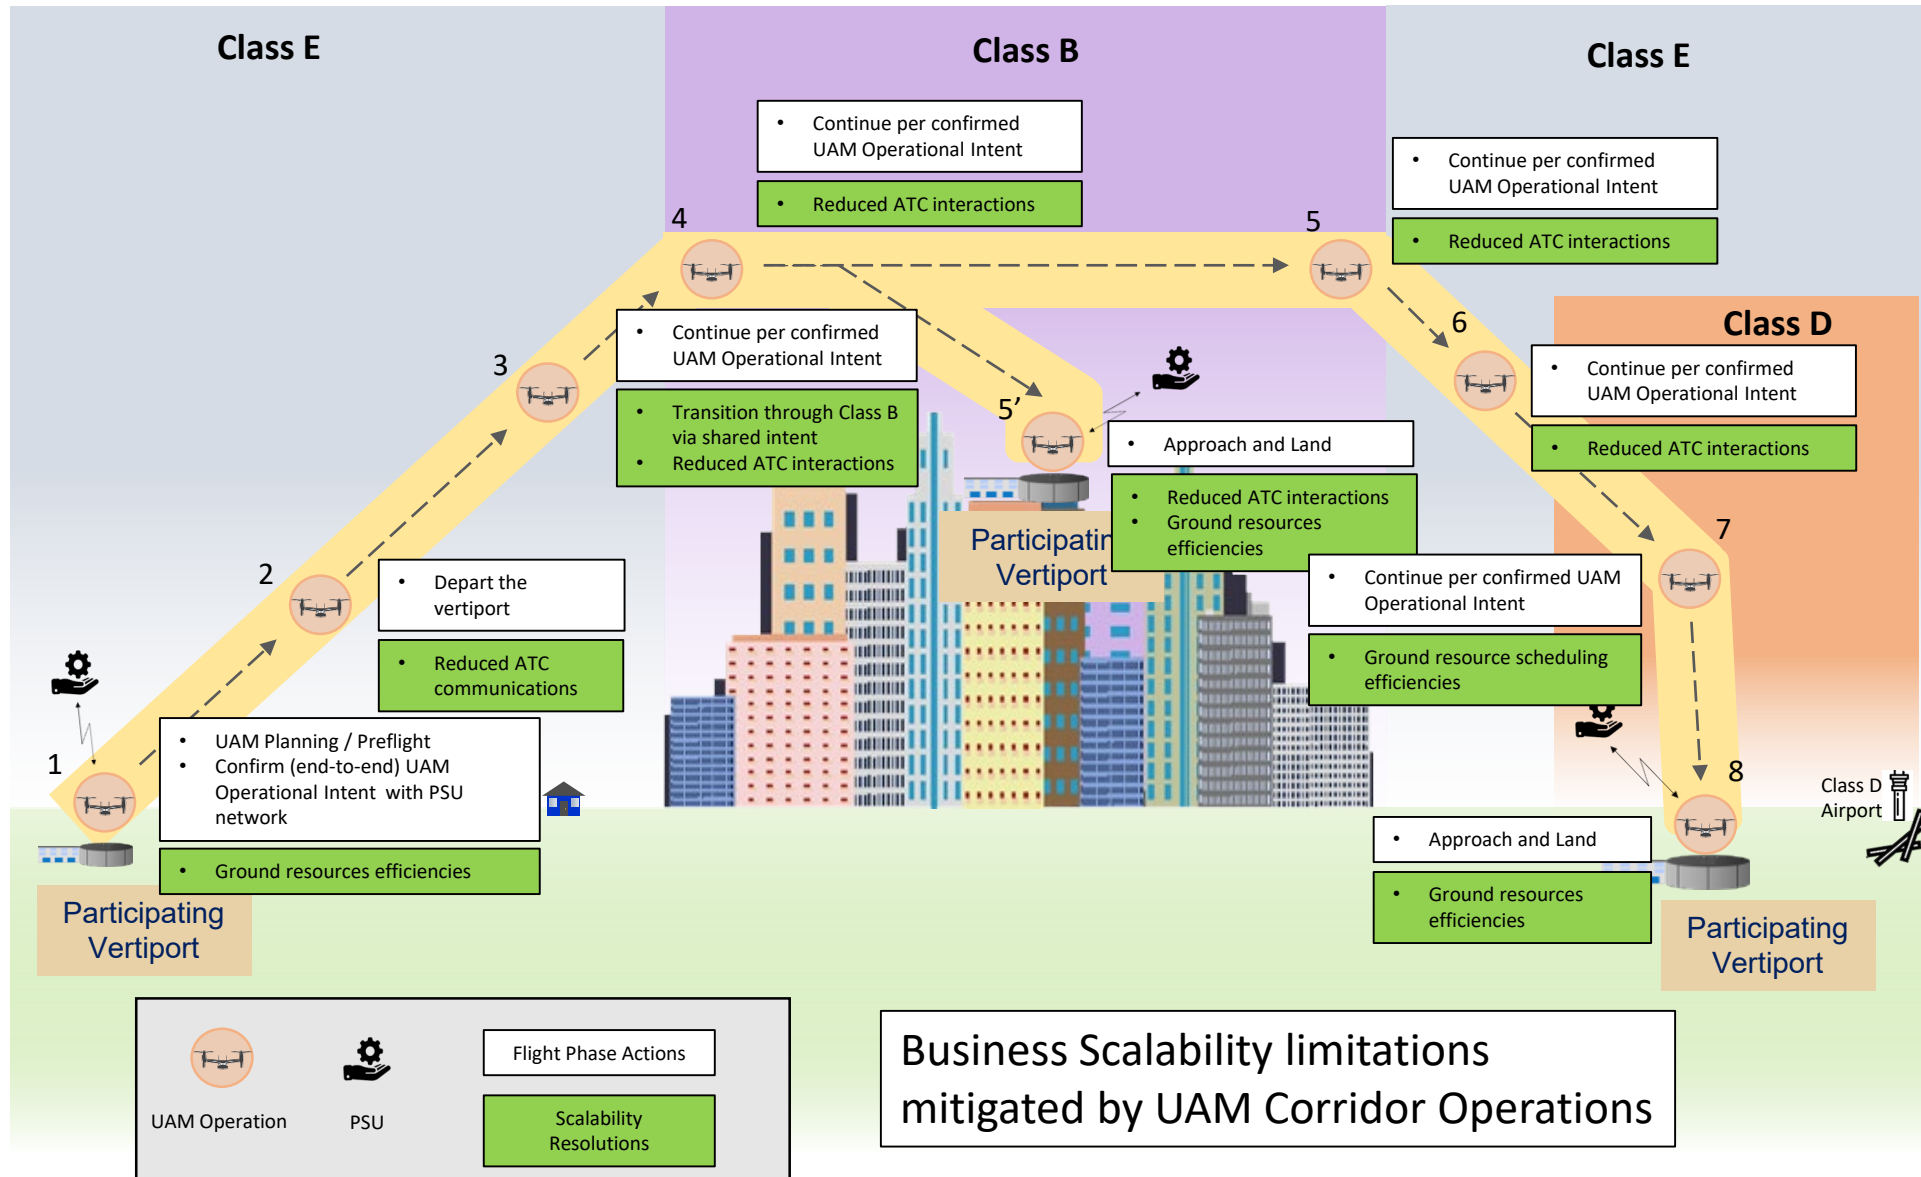 Class E
Class B
Class E
• Continue per confirmed
UAM Operational Intent
• Reduced ATC interactions
• Continue per confirmed
UAM Operational Intent
• Reduced ATC interactions
4
5
3
• Continue per confirmed
UAM Operational Intent
• Transition through Class B
via shared intent
• Reduced ATC interactions
6
Class D
• Continue per confirmed
UAM Operational Intent
• Reduced ATC interactions
5’
• Approach and Land
• Reduced ATC interactions
• Ground resources
efficiencies
Participatin
Vertiport
2
• Depart the
vertiport
• Reduced ATC
communications
7
• Continue per confirmed UAM
Operational Intent
• Ground resource scheduling
efficiencies
1
• UAM Planning / Preflight
• Confirm (end-to-end) UAM
Operational Intent with PSU
network
• Ground resources efficiencies
8
Class D
Airport
• Approach and Land
• Ground resources
efficiencies
Participating
Vertiport
Participating
Vertiport
UAM Operation
PSU
Flight Phase Actions
Scalability
Resolutions
Business Scalability limitations
mitigated by UAM Corridor Operations